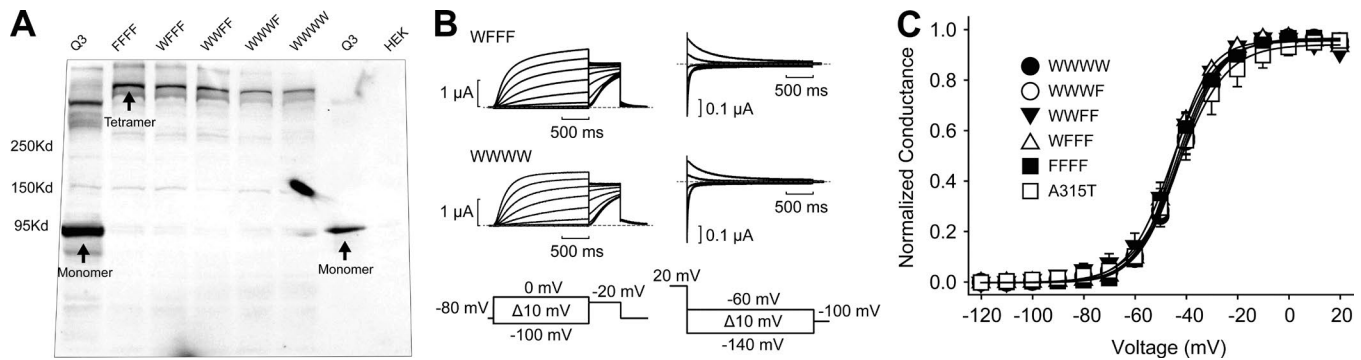 A
Q3
FFFF
WFFF
WWFF
WWWF
WWWW
Q3
HEK
Tetramer
250Kd
150Kd
95Kd
Monomer
Monomer
B
WFFF
1 µA
500 ms
500 ms
0.1 µA
WWWW
1 µA
500 ms
500 ms
0.1 µA
0 mV
-20 mV
-80 mV
Δ10 mV
-100 mV
20 mV
-60 mV
-100 mV
Δ10 mV
-140 mV
C
Normalized Conductance
1.0
0.8
0.6
0.4
0.2
0.0
WWWW
WWWF
WWFF
WFFF
FFFF
A315T
-120 -100 -80 -60 -40 -20 0 20
Voltage (mV)